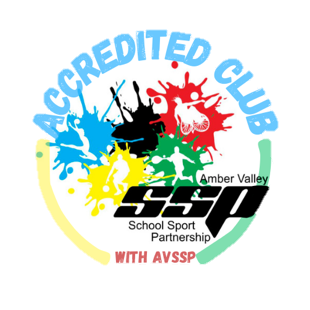 ACCREDITED CLUB
Amber Valley
SSP
School Sport
Partnership
WITH AVSSP